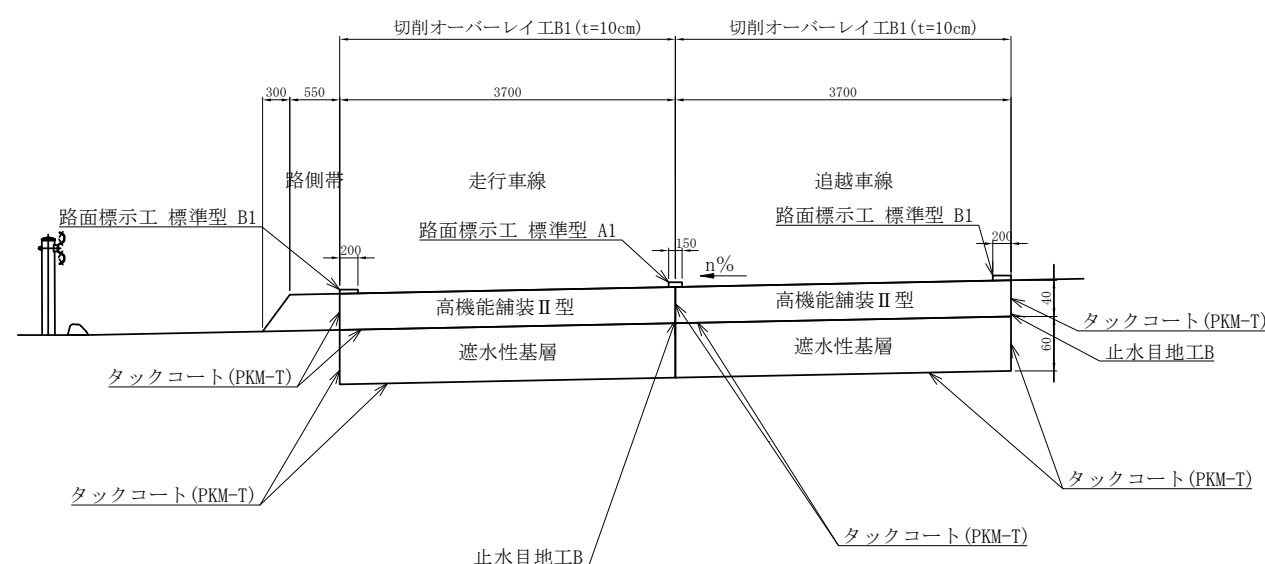 切削オーバーレイ工B1(t=10cm)
切削オーバーレイ工B1(t=10cm)
300
550
3700
3700
路側帯
走行車線
追越車線
路面標示工 標準型 B1
路面標示工 標準型 A1
路面標示工 標準型 B1
200
150
200
n%
高機能舗装Ⅱ型
高機能舗装Ⅱ型
40
タックコート(PKM-T)
遮水性基層
遮水性基層
60
止水目地工B
タックコート(PKM-T)
タックコート(PKM-T)
タックコート(PKM-T)
タックコート(PKM-T)
止水目地工B